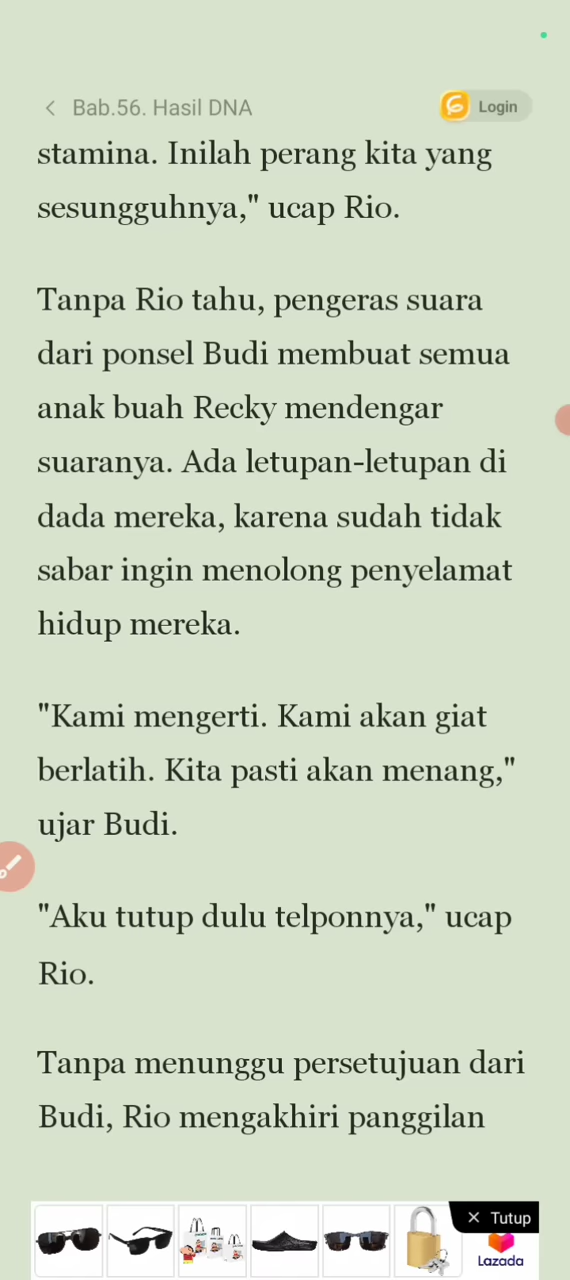 Bab.56. Hasil DNA
Login
stamina. Inilah perang kita yang
sesungguhnya," ucap Rio.
Tanpa Rio tahu, pengeras suara
dari ponsel Budi membuat semua
anak buah Recky mendengar
suaranya. Ada letupan-letupan di
dada mereka, karena sudah tidak
sabar ingin menolong penyelamat
hidup mereka.
"Kami mengerti. Kami akan giat
berlatih. Kita pasti akan menang,"
ujar Budi.
"Aku tutup dulu telponnya," ucap
Rio.
Tanpa menunggu persetujuan dari
Budi, Rio mengakhiri panggilan
Tutup
Lazada